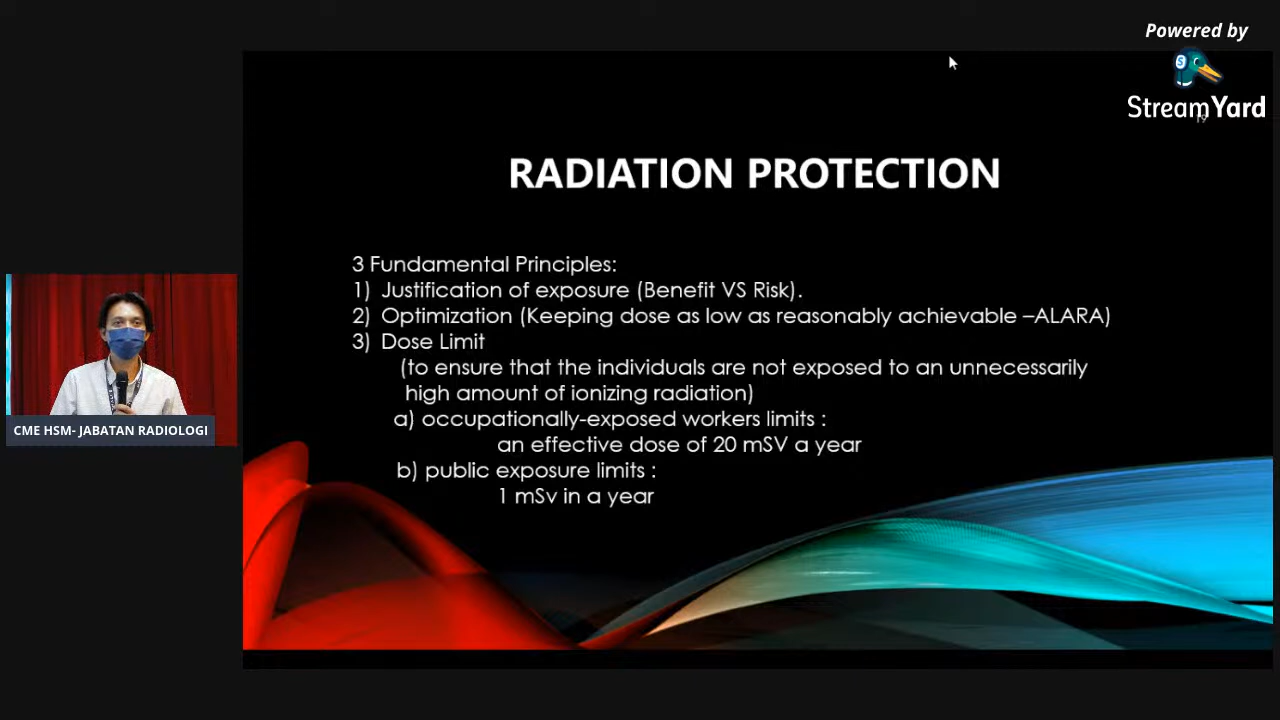 Powered by
StreamYard
19
RADIATION PROTECTION
3 Fundamental Principles:
1) Justification of exposure (Benefit VS Risk).
2) Optimization (Keeping dose as low as reasonably achievable –ALARA)
3) Dose Limit
(to ensure that the individuals are not exposed to an unnecessarily
high amount of ionizing radiation)
a) occupationally-exposed workers limits :
an effective dose of 20 mSV a year
b) public exposure limits :
1 mSv in a year
CME HSM- JABATAN RADIOLOGI